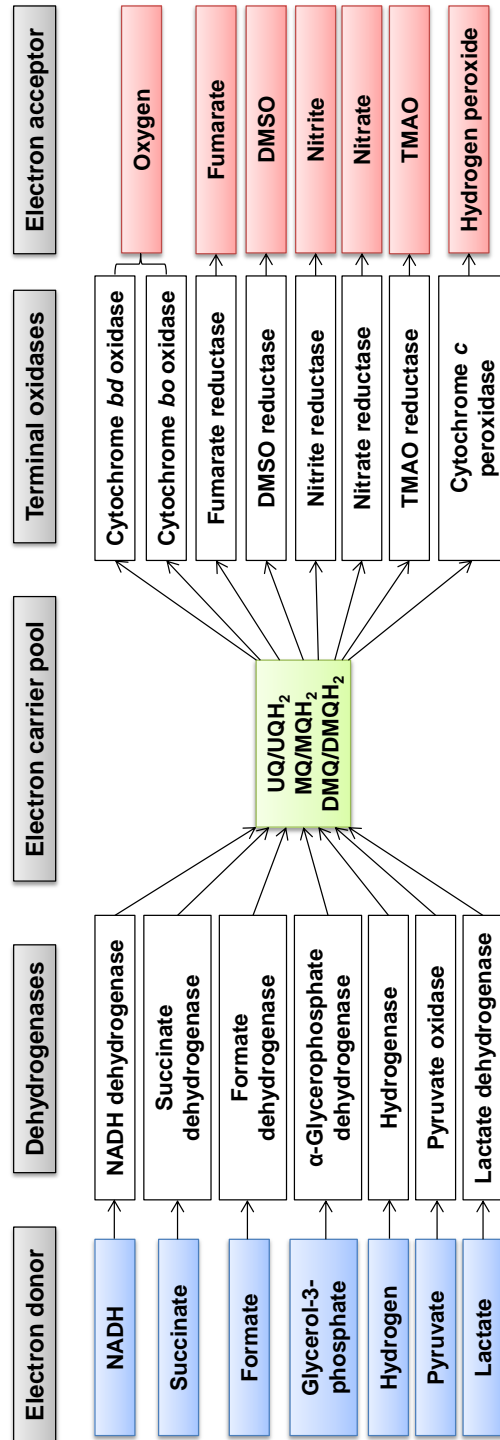 Electron donor
Dehydrogenases
Electron carrier pool
Terminal oxidases
Electron acceptor
NADH
Succinate
Formate
Glycerol-3-
phosphate
Hydrogen
Pyruvate
Lactate
NADH dehydrogenase
Succinate
dehydrogenase
Formate
dehydrogenase
α-Glycerophosphate
dehydrogenase
Hydrogenase
Pyruvate oxidase
Lactate dehydrogenase
UQ/UQH₂
MQ/MQH₂
DMQ/DMQH₂
Cytochrome bd oxidase
Cytochrome bo oxidase
Fumarate reductase
DMSO reductase
Nitrite reductase
Nitrate reductase
TMAO reductase
Cytochrome c
peroxidase
Oxygen
Fumarate
DMSO
Nitrite
Nitrate
TMAO
Hydrogen peroxide